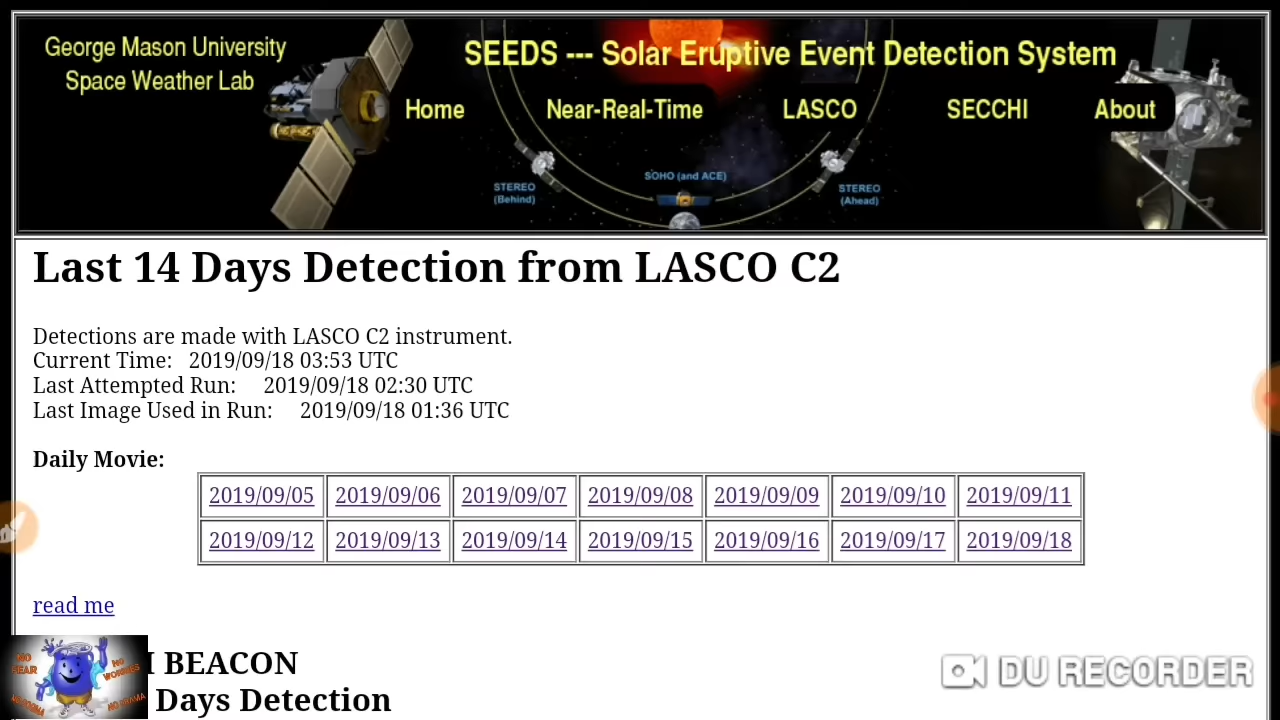 George Mason University
Space Weather Lab
SEEDS --- Solar Eruptive Event Detection System
Home Near-Real-Time LASCO SECCHI About
STEREO
(Behind)
SOHO (and ACE)
STEREO
(Ahead)
Last 14 Days Detection from LASCO C2
Detections are made with LASCO C2 instrument.
Current Time: 2019/09/18 03:53 UTC
Last Attempted Run: 2019/09/18 02:30 UTC
Last Image Used in Run: 2019/09/18 01:36 UTC
Daily Movie:
2019/09/05 2019/09/06 2019/09/07 2019/09/08 2019/09/09 2019/09/10 2019/09/11
2019/09/12 2019/09/13 2019/09/14 2019/09/15 2019/09/16 2019/09/17 2019/09/18
read me
BEACON
Days Detection
NO
FEAR
NO
WORRIES
NO DRAMA
DU RECORDER